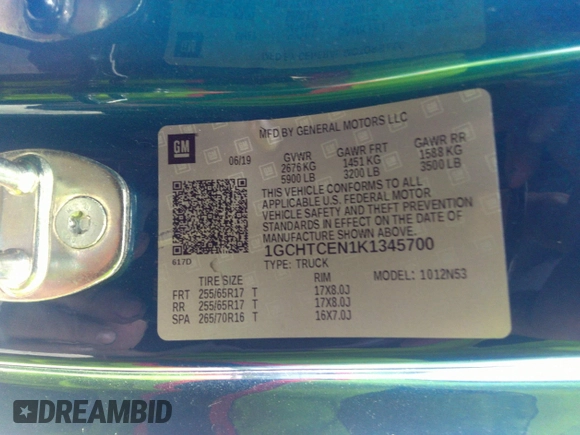 MFD BY GENERAL MOTORS LLC
GM
06/19
GVWR GAWR FRT GAWR RR
2676 KG 1451 KG 1588 KG
5900 LB 3200 LB 3500 LB
THIS VEHICLE CONFORMS TO ALL
APPLICABLE U.S. FEDERAL MOTOR
VEHICLE SAFETY AND THEFT PREVENTION
STANDARDS IN EFFECT ON THE DATE OF
MANUFACTURE SHOWN ABOVE.
617D
1GCHTCEN1K1345700
TYPE: TRUCK MODEL: 1012N53
TIRE SIZE RIM
FRT 255/65R17 T 17X8.0J
RR 255/65R17 T 17X8.0J
SPA 265/70R16 T 16X7.0J
DREAMBID